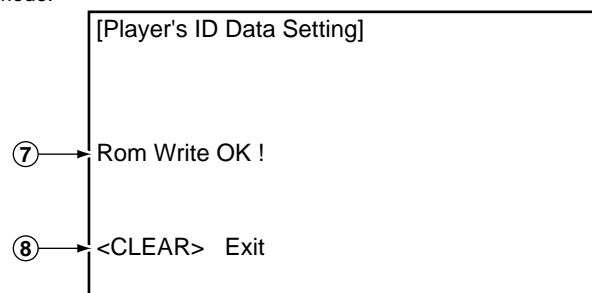 [Player's ID Data Setting]
7 Rom Write OK !
8 <CLEAR> Exit